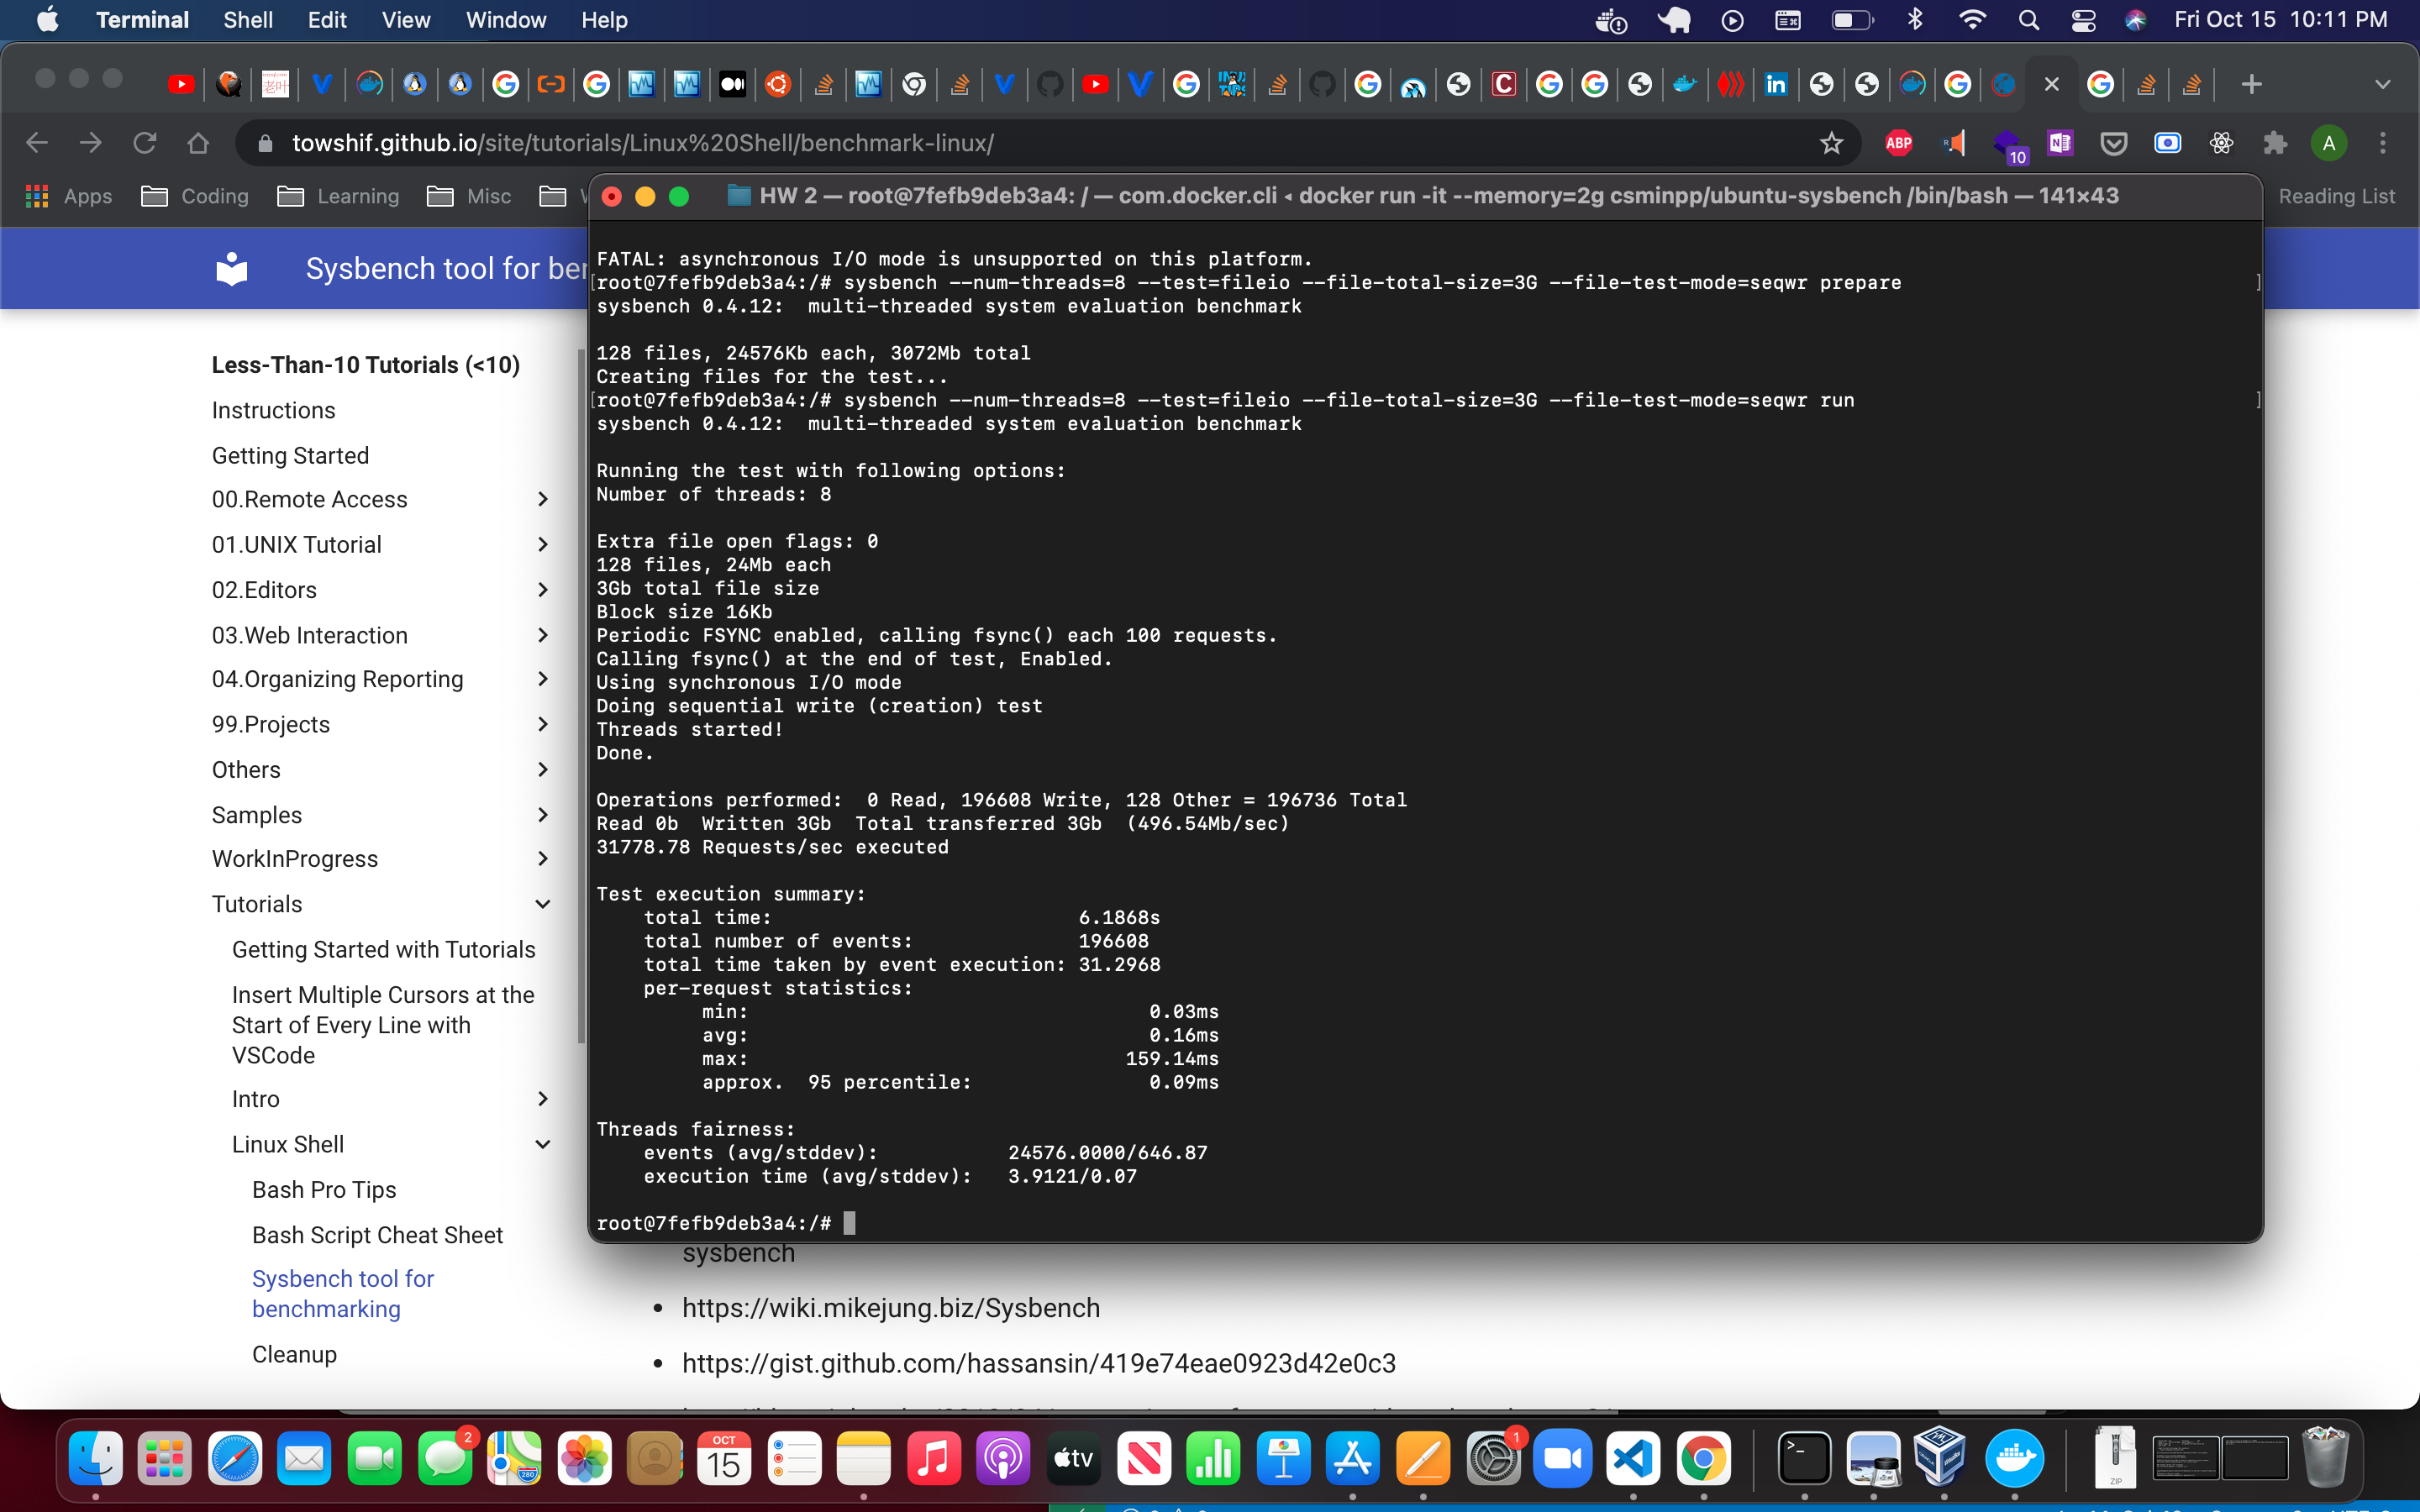 Terminal Shell Edit View Window Help
Fri Oct 15 10:11 PM
towshif.github.io/site/tutorials/Linux%20Shell/benchmark-linux/
ABP
10
A
Apps Coding Learning Misc
Reading List
HW 2 — root@7fefb9deb3a4: / — com.docker.cli ◂ docker run -it --memory=2g csminpp/ubuntu-sysbench /bin/bash — 141×43
Sysbench tool for ber
Less-Than-10 Tutorials (<10)
Instructions
Getting Started
00.Remote Access
01.UNIX Tutorial
02.Editors
03.Web Interaction
04.Organizing Reporting
99.Projects
Others
Samples
WorkInProgress
Tutorials
Getting Started with Tutorials
Insert Multiple Cursors at the
Start of Every Line with
VSCode
Intro
Linux Shell
Bash Pro Tips
Bash Script Cheat Sheet
Sysbench tool for
benchmarking
Cleanup
FATAL: asynchronous I/O mode is unsupported on this platform.
[root@7fefb9deb3a4:/# sysbench --num-threads=8 --test=fileio --file-total-size=3G --file-test-mode=seqwr prepare ]
sysbench 0.4.12:  multi-threaded system evaluation benchmark
128 files, 24576Kb each, 3072Mb total
Creating files for the test...
[root@7fefb9deb3a4:/# sysbench --num-threads=8 --test=fileio --file-total-size=3G --file-test-mode=seqwr run ]
sysbench 0.4.12:  multi-threaded system evaluation benchmark
Running the test with following options:
Number of threads: 8
Extra file open flags: 0
128 files, 24Mb each
3Gb total file size
Block size 16Kb
Periodic FSYNC enabled, calling fsync() each 100 requests.
Calling fsync() at the end of test, Enabled.
Using synchronous I/O mode
Doing sequential write (creation) test
Threads started!
Done.
Operations performed:  0 Read, 196608 Write, 128 Other = 196736 Total
Read 0b  Written 3Gb  Total transferred 3Gb  (496.54Mb/sec)
31778.78 Requests/sec executed
Test execution summary:
total time: 6.1868s
total number of events: 196608
total time taken by event execution: 31.2968
per-request statistics:
min: 0.03ms
avg: 0.16ms
max: 159.14ms
approx.  95 percentile: 0.09ms
Threads fairness:
events (avg/stddev): 24576.0000/646.87
execution time (avg/stddev): 3.9121/0.07
root@7fefb9deb3a4:/#
sysbench
• https://wiki.mikejung.biz/Sysbench
• https://gist.github.com/hassansin/419e74eae0923d42e0c3
2
280
OCT
15
tv
1
ZIP